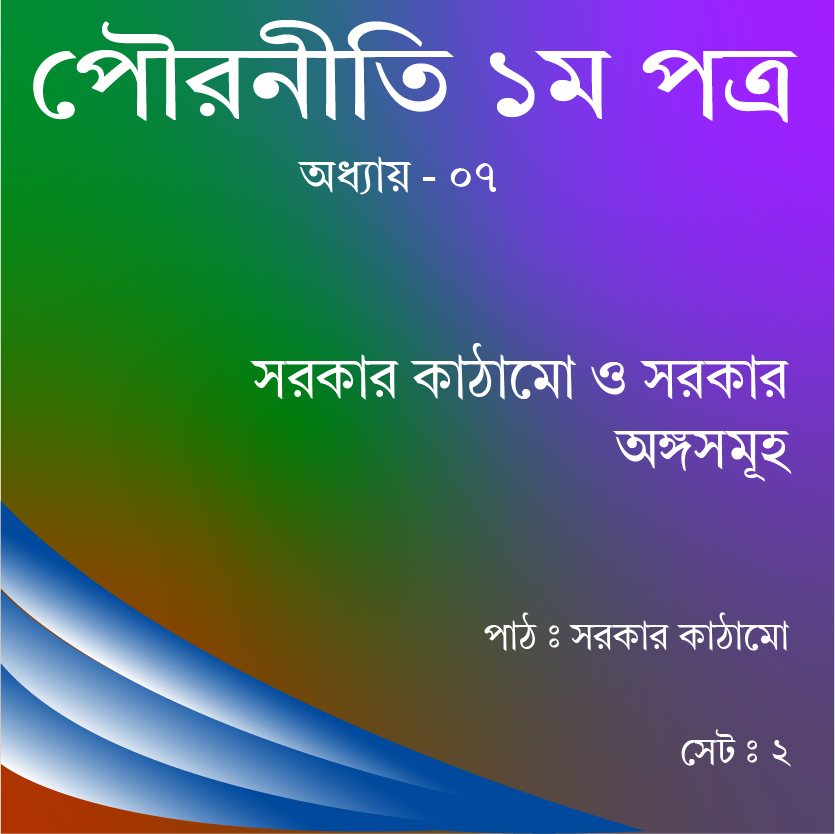 পৌরনীতি ১ম পত্র
অধ্যায় - ০৭
সরকার কাঠামো ও সরকার
অঙ্গসমূহ
পাঠ ঃ সরকার কাঠামো
সেট ঃ ২